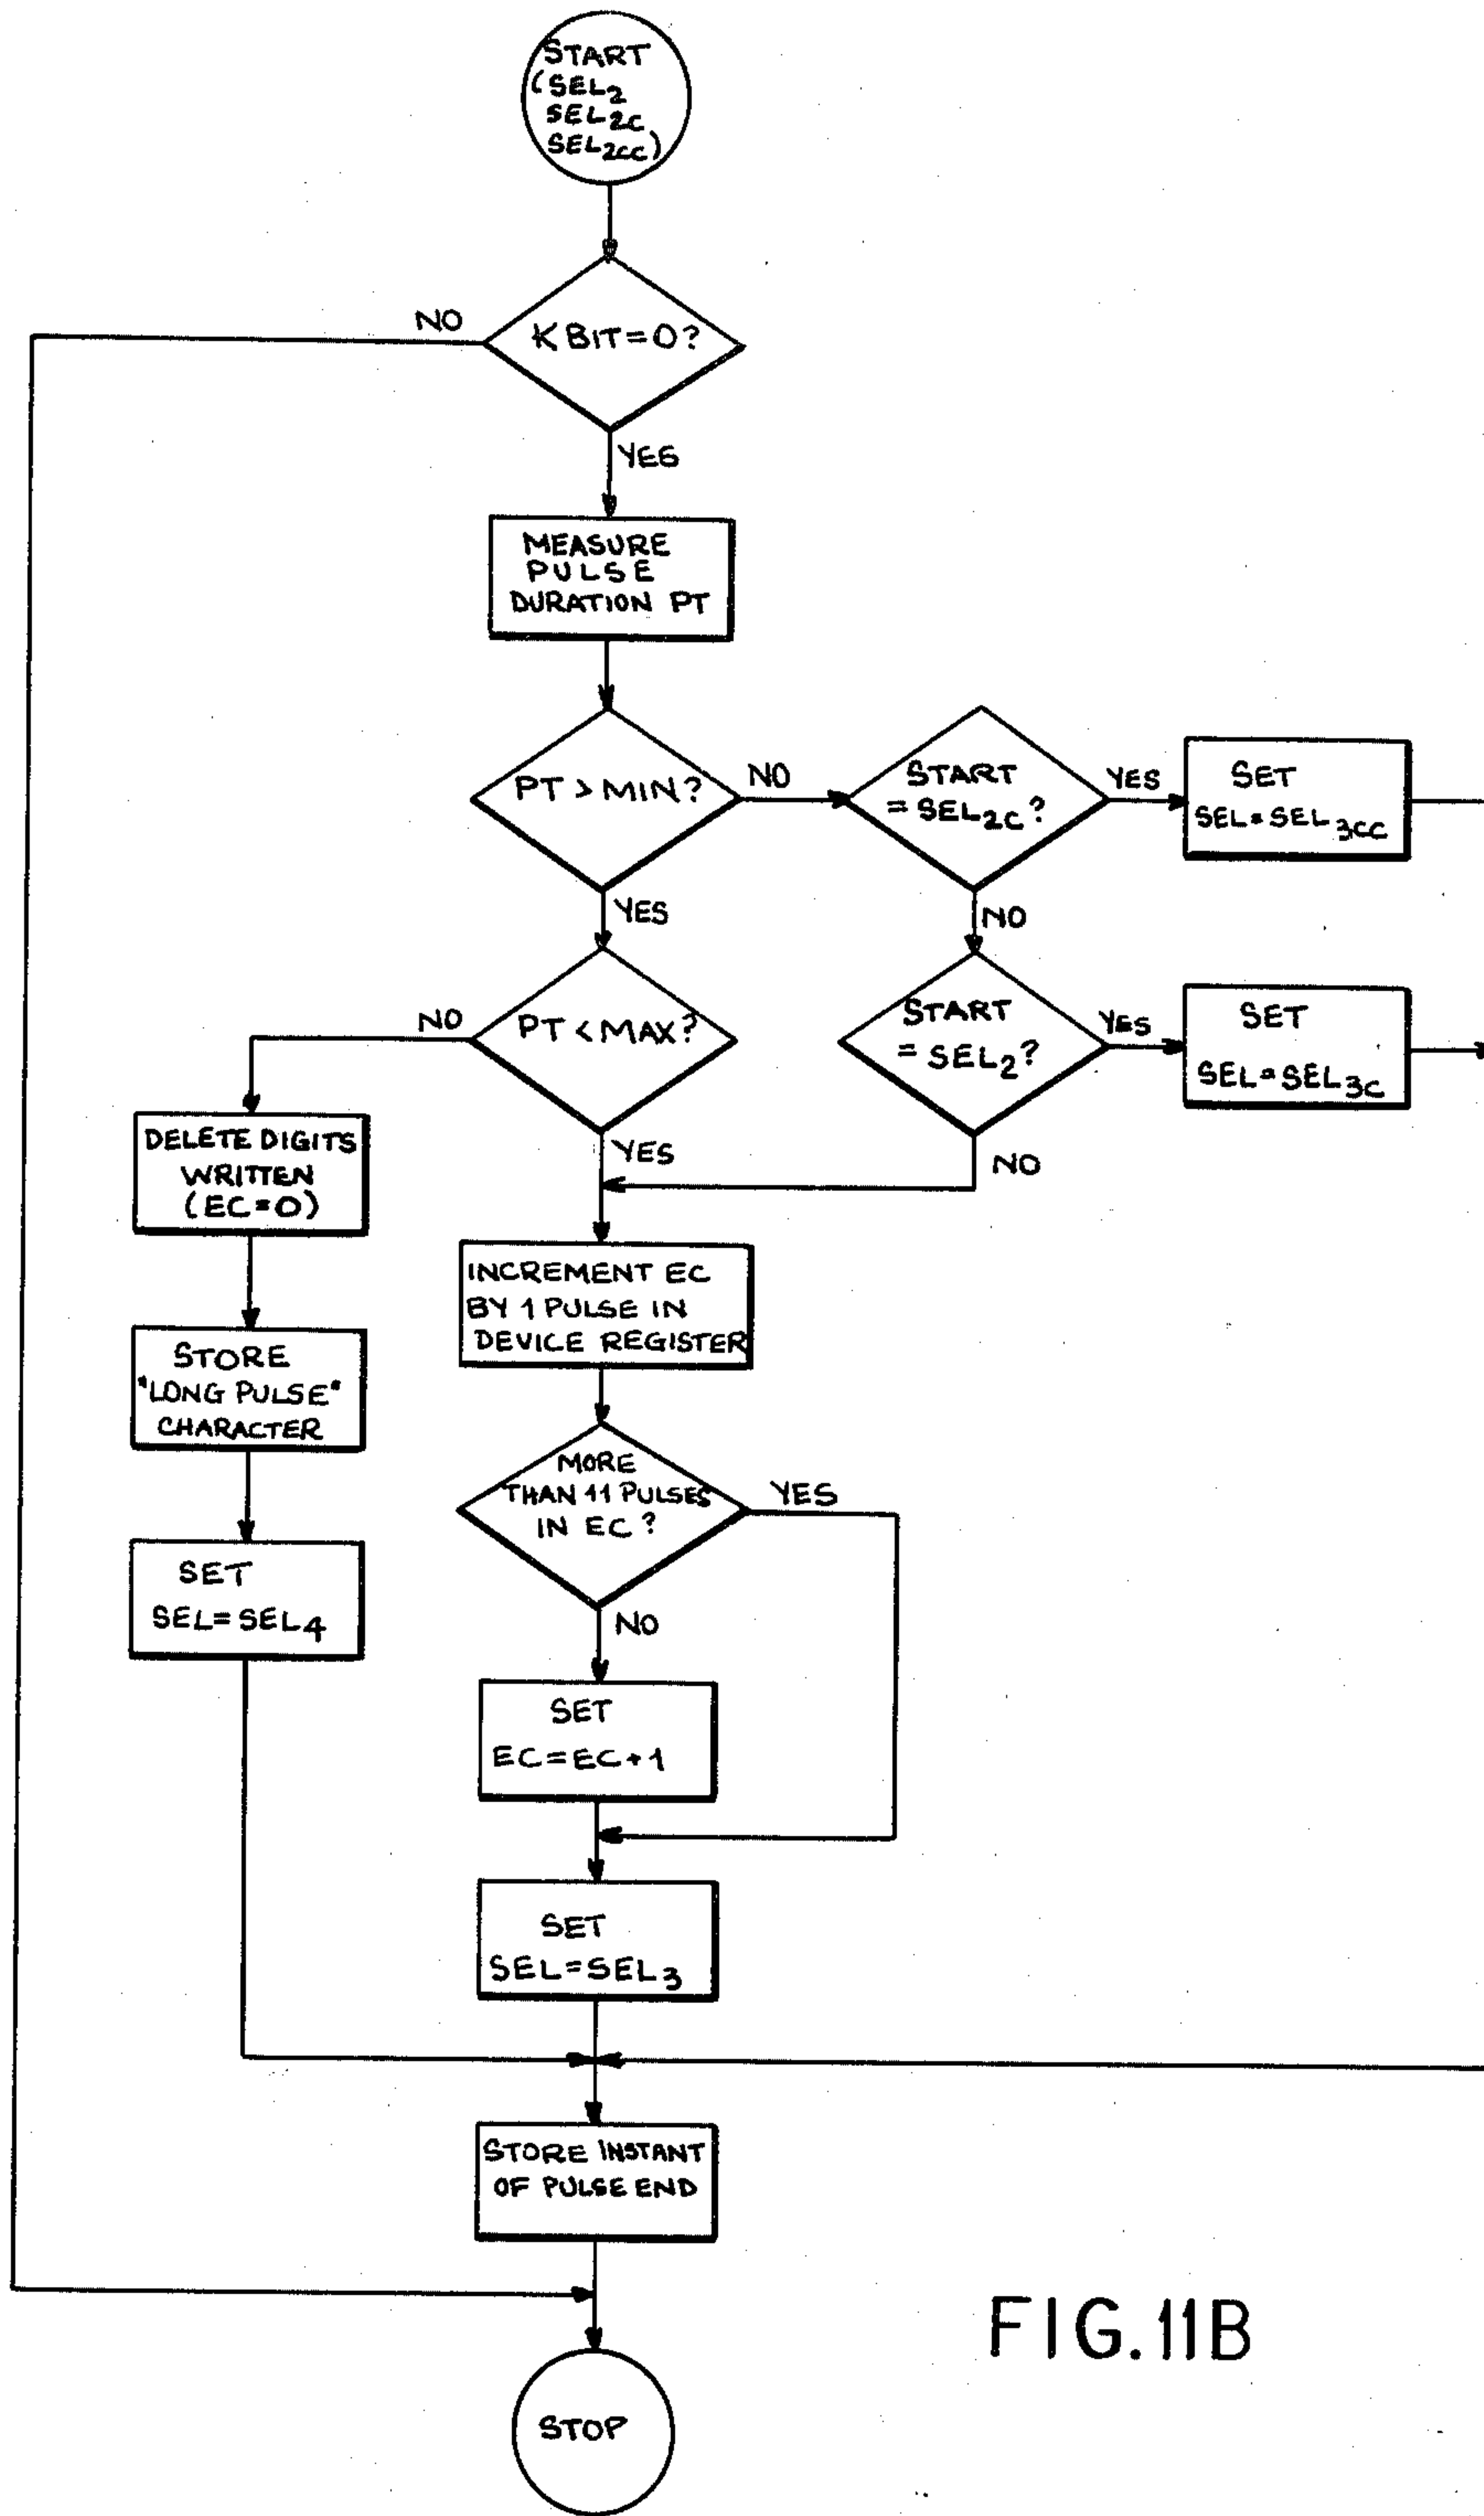 START
(SEL₂
SEL₂C
SEL₂CC)
NO
K BIT=0?
YES
MEASURE
PULSE
DURATION PT
PT > MIN?
NO
START
= SEL₂C?
YES
SET
SEL=SEL₃CC
YES
NO
NO
PT < MAX?
START
= SEL₂?
YES
SET
SEL=SEL₃C
DELETE DIGITS
WRITTEN
(EC=0)
YES
NO
INCREMENT EC
BY 1 PULSE IN
DEVICE REGISTER
STORE
"LONG PULSE"
CHARACTER
MORE
THAN 11 PULSES
IN EC?
YES
SET
SEL=SEL₄
NO
SET
EC=EC+1
SET
SEL=SEL₃
STORE INSTANT
OF PULSE END
STOP
FIG.11B